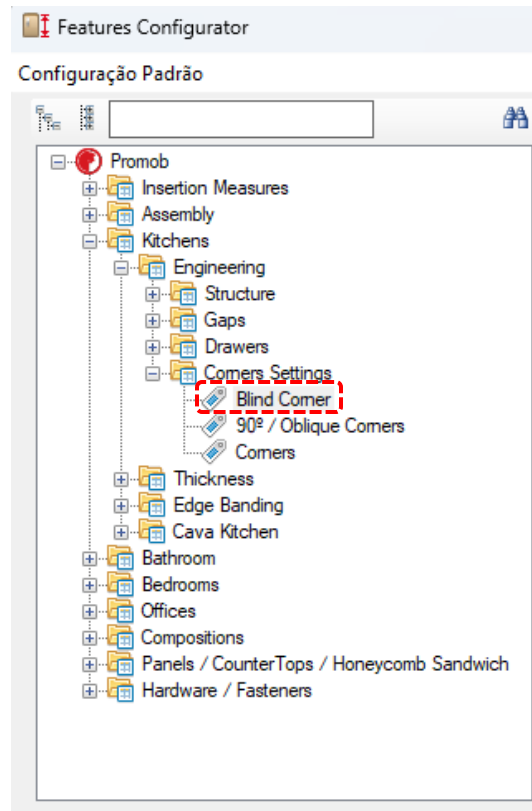 Features Configurator
Configuração Padrão
Promob
Insertion Measures
Assembly
Kitchens
Engineering
Structure
Gaps
Drawers
Corners Settings
Blind Corner
90º / Oblique Corners
Corners
Thickness
Edge Banding
Cava Kitchen
Bathroom
Bedrooms
Offices
Compositions
Panels / CounterTops / Honeycomb Sandwich
Hardware / Fasteners